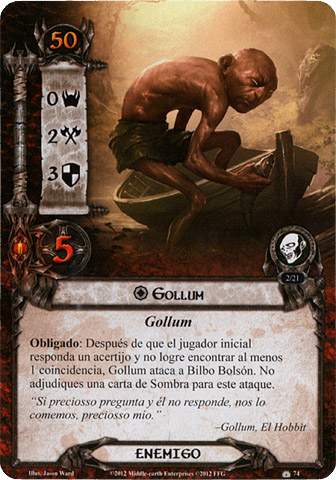 50
0
2
3
5
2/21
Gollum
Gollum
Obligado: Después de que el jugador inicial
responda un acertijo y no logre encontrar al menos
1 coincidencia, Gollum ataca a Bilbo Bolsón. No
adjudiques una carta de Sombra para este ataque.
“Si preciosso pregunta y él no responde, nos lo
comemos, preciosso mío.”
–Gollum, El Hobbit
ENEMIGO
Illus. Jason Ward
©2012 Middle-earth Enterprises ©2012 FFG
74